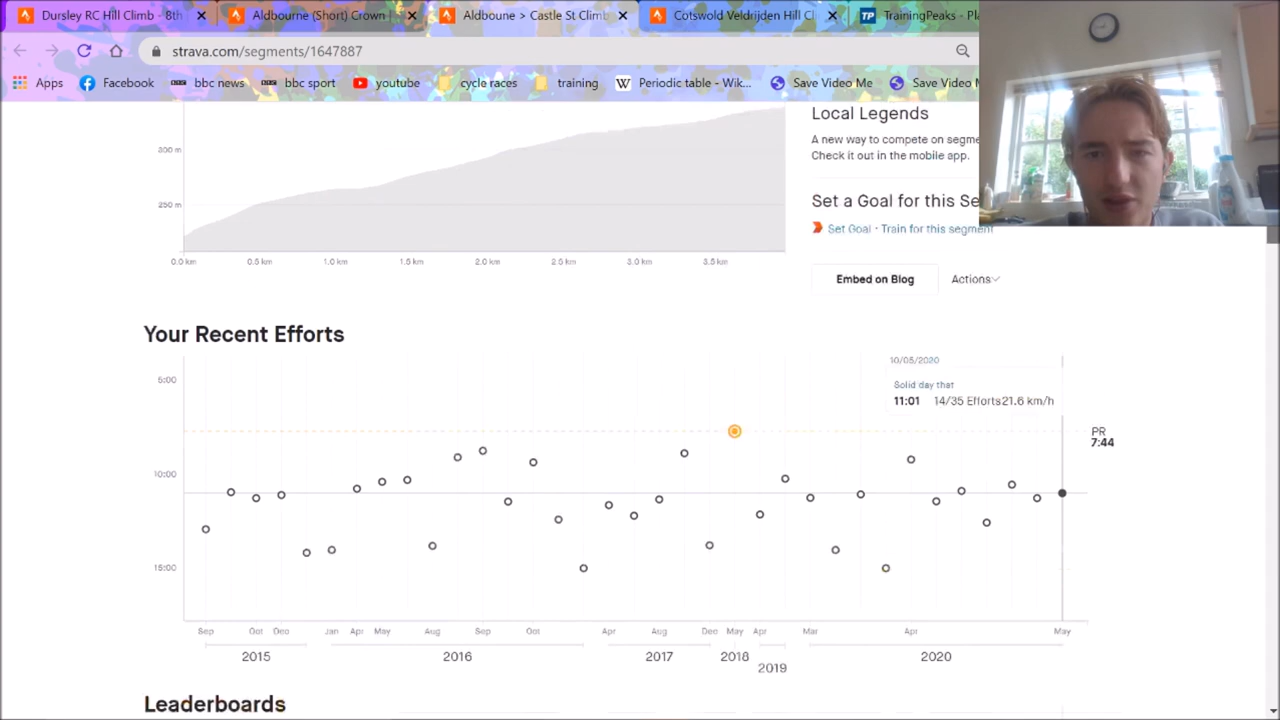 Dursley RC Hill Climb - 8th
Aldbourne (Short) Crown
Aldboune > Castle St Climb
Cotswold Veldrijden Hill Cl
TrainingPeaks - Pla
strava.com/segments/1647887
Apps
Facebook
bbc news
bbc sport
youtube
cycle races
training
Periodic table - Wik...
Save Video Me
Save Video M
300 m
250 m
0.0 km
0.5 km
1.0 km
1.5 km
2.0 km
2.5 km
3.0 km
3.5 km
Local Legends
A new way to compete on segme
Check it out in the mobile app.
Set a Goal for this Se
Set Goal · Train for this segment
Embed on Blog
Actions
Your Recent Efforts
10/05/2020
Solid day that
11:01 14/35 Efforts 21.6 km/h
5:00
10:00
15:00
PR
7:44
Sep Oct Dec Jan Apr May Aug Sep Oct Apr Aug Dec May Apr Mar Apr May
2015 2016 2017 2018 2019 2020
Leaderboards